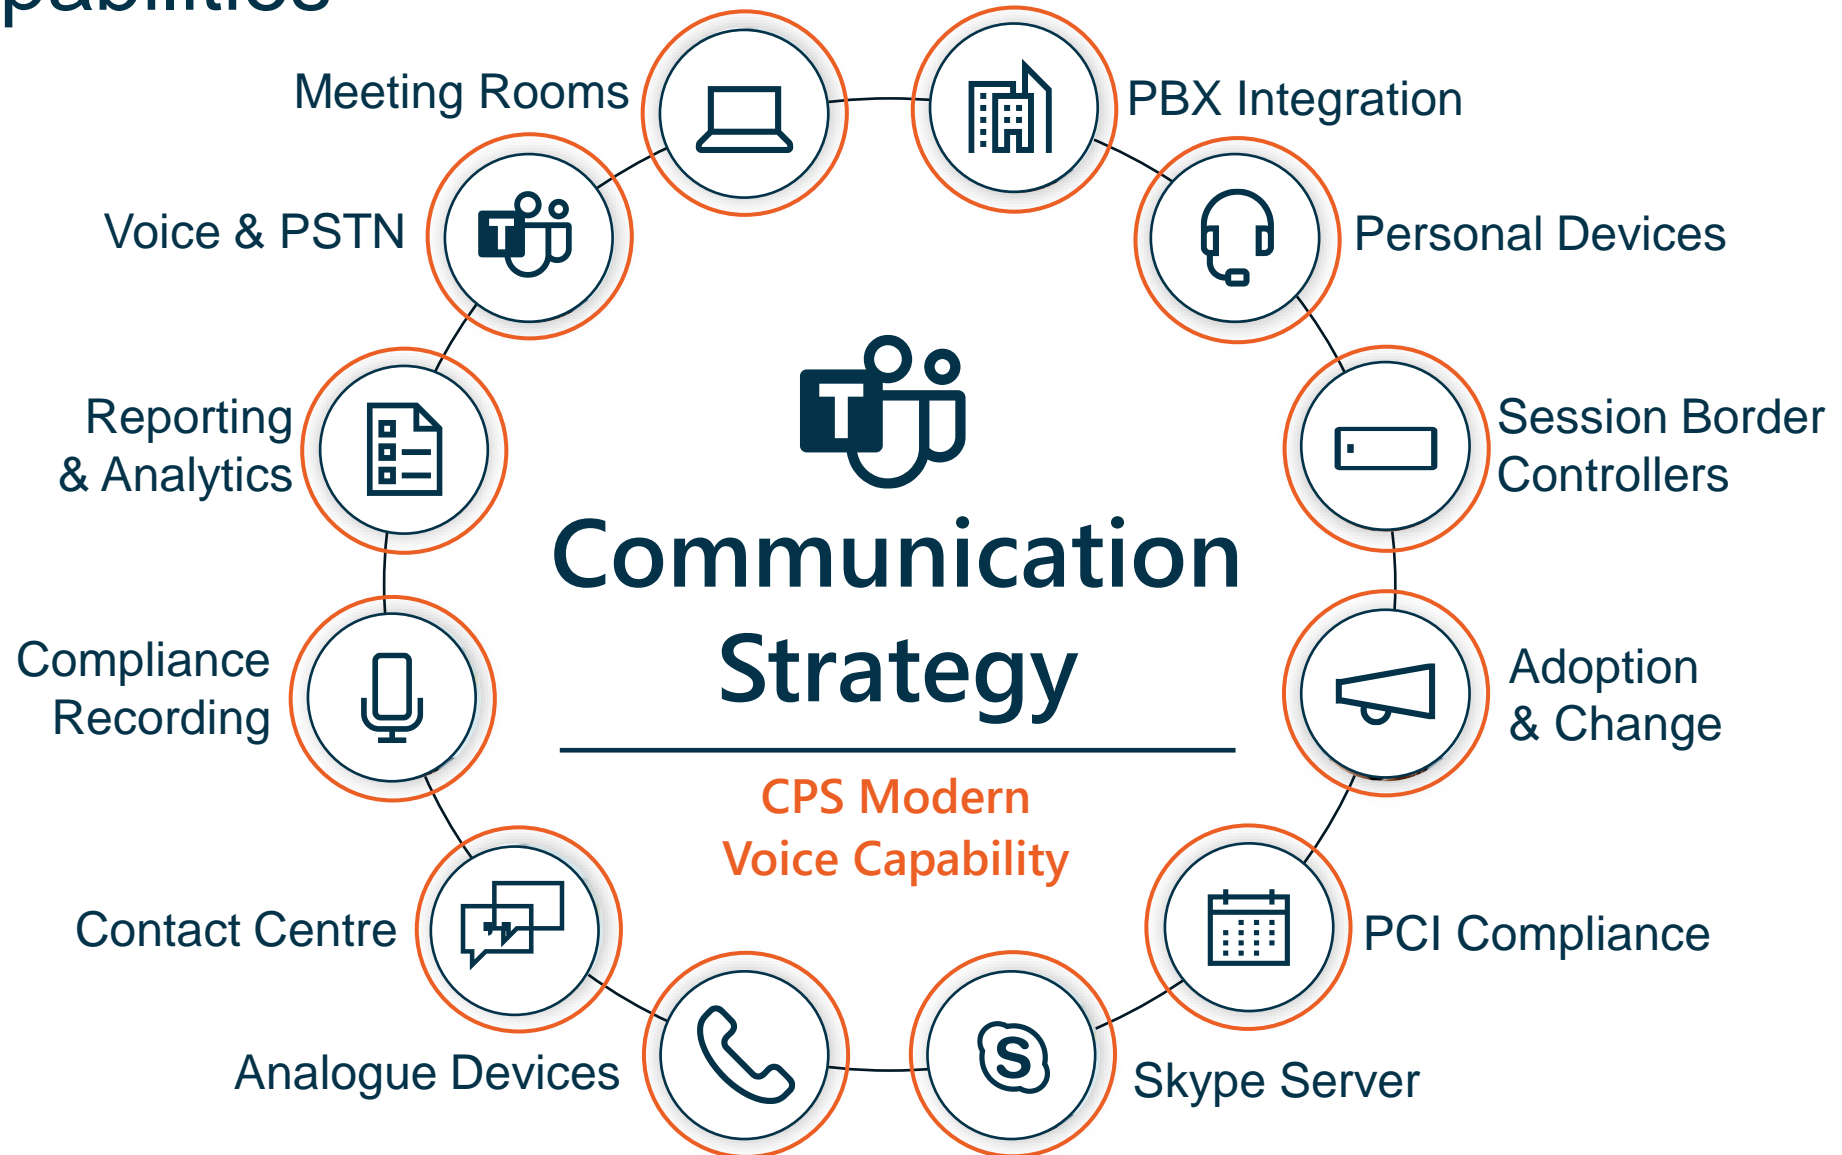 Meeting Rooms
PBX Integration
Voice & PSTN
Personal Devices
Reporting
& Analytics
Session Border
Controllers
T
T
Communication
Strategy
Compliance
Recording
Adoption
& Change
CPS Modern
Voice Capability
Contact Centre
PCI Compliance
Analogue Devices
S
Skype Server